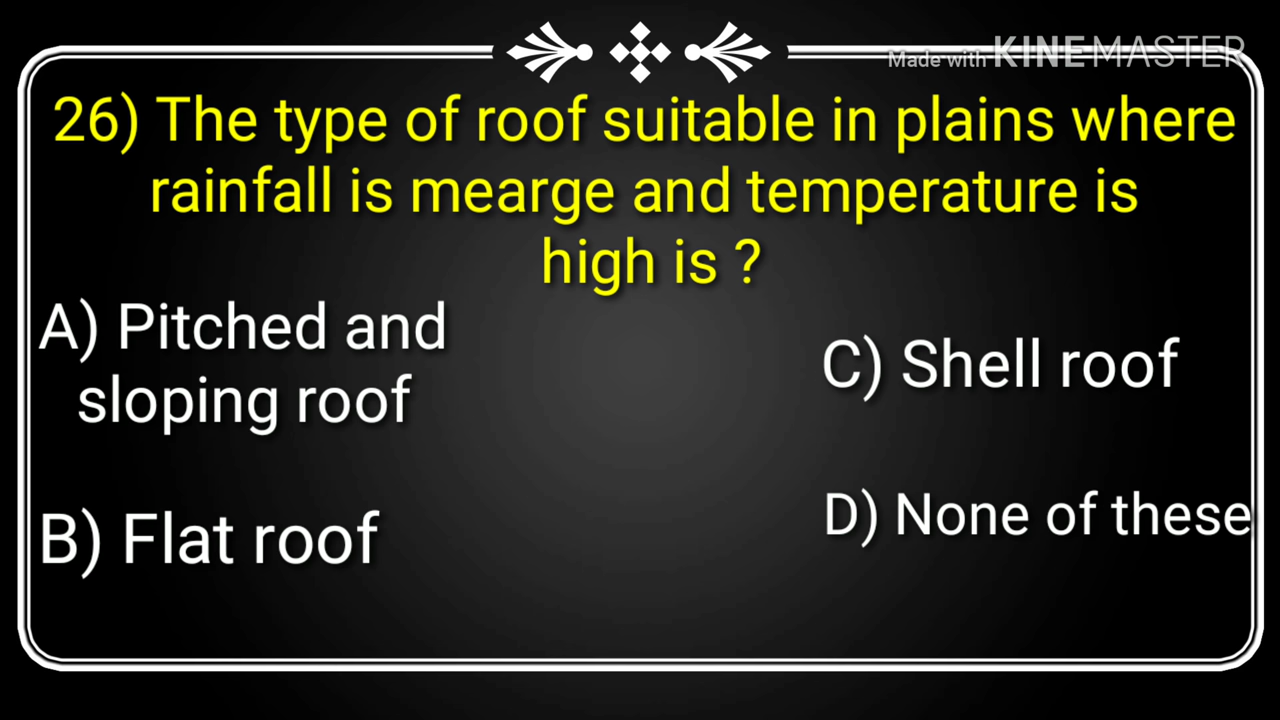 Made with KINEMASTER
26) The type of roof suitable in plains where
rainfall is mearge and temperature is
high is ?
A) Pitched and
sloping roof
B) Flat roof
C) Shell roof
D) None of these